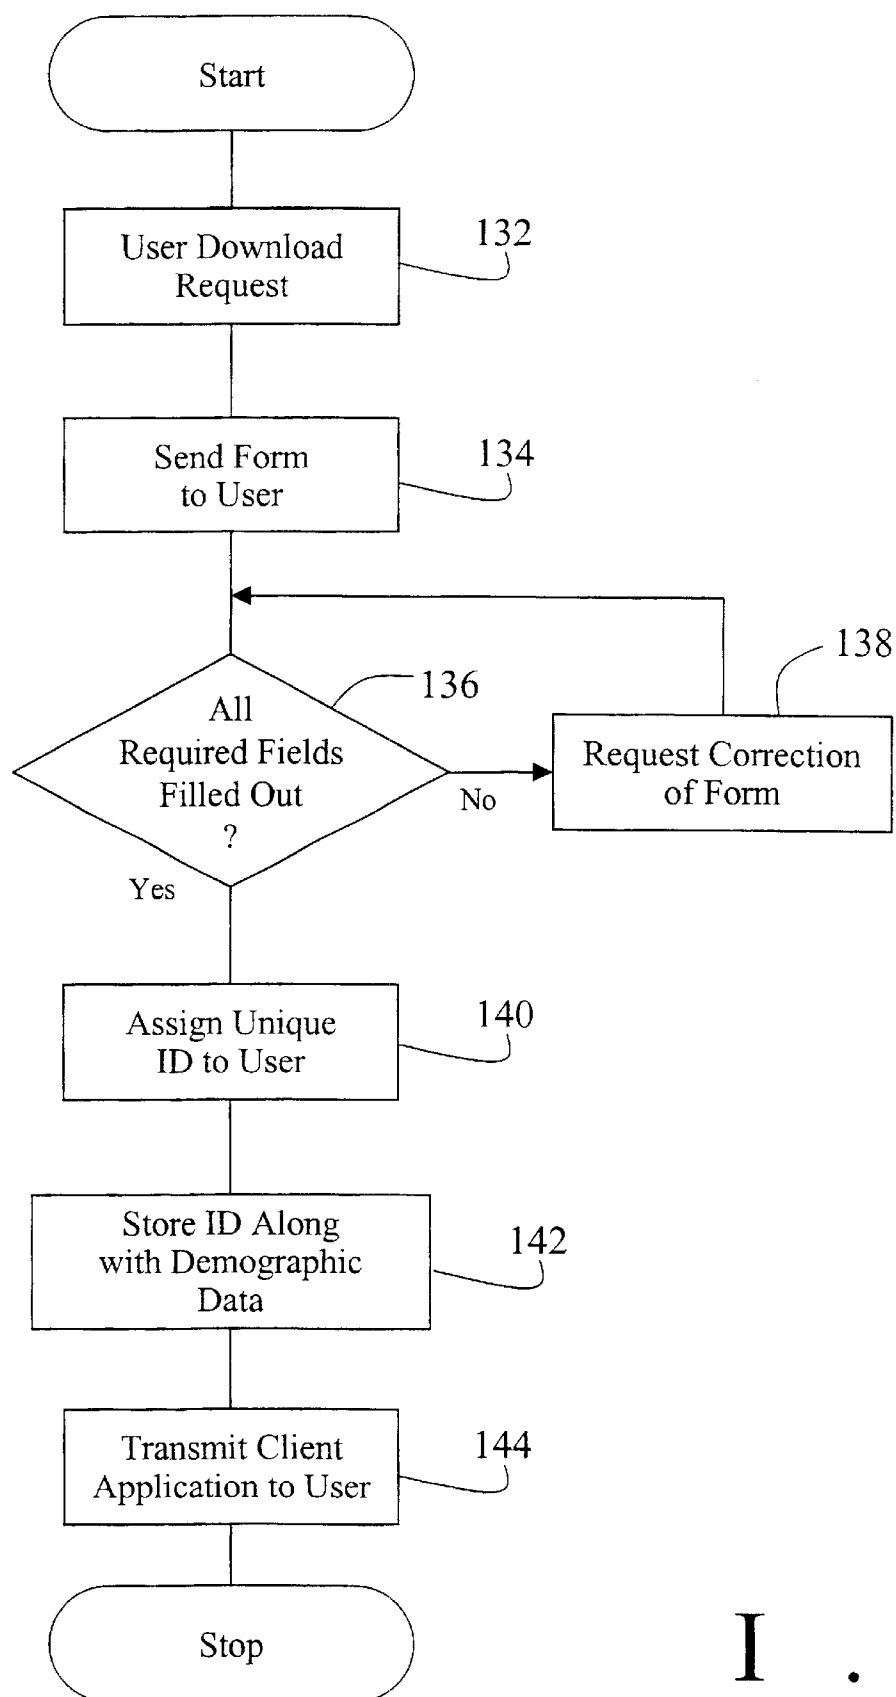 Start
User Download
Request
132
Send Form
to User
134
All
Required Fields
Filled Out
?
136
No
Request Correction
of Form
138
Yes
Assign Unique
ID to User
140
Store ID Along
with Demographic
Data
142
Transmit Client
Application to User
144
Stop
I .